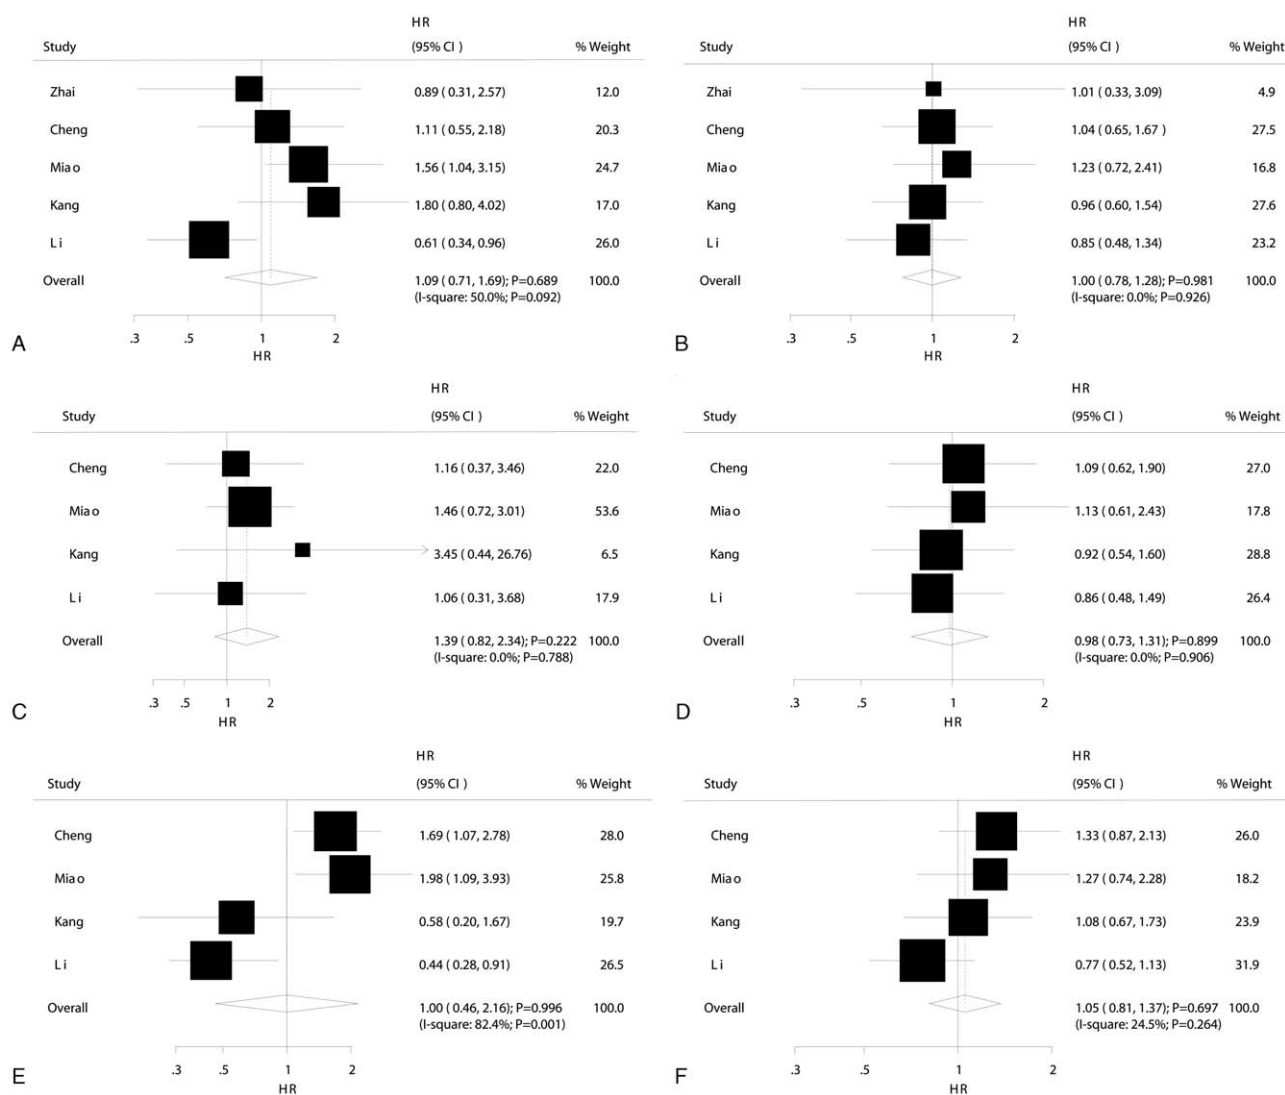 HR
Study (95% CI ) % Weight
Zhai 0.89 ( 0.31, 2.57) 12.0
Cheng 1.11 ( 0.55, 2.18) 20.3
Miao 1.56 ( 1.04, 3.15) 24.7
Kang 1.80 ( 0.80, 4.02) 17.0
Li 0.61 ( 0.34, 0.96) 26.0
Overall 1.09 ( 0.71, 1.69); P=0.689 100.0
(I-square: 50.0%; P=0.092)
.3 .5 1 2
HR
A
HR
Study (95% CI ) % Weight
Zhai 1.01 ( 0.33, 3.09) 4.9
Cheng 1.04 ( 0.65, 1.67 ) 27.5
Miao 1.23 ( 0.72, 2.41) 16.8
Kang 0.96 ( 0.60, 1.54) 27.6
Li 0.85 ( 0.48, 1.34) 23.2
Overall 1.00 ( 0.78, 1.28); P=0.981 100.0
(I-square: 0.0%; P=0.926)
.3 .5 1 2
HR
B
HR
Study (95% CI ) % Weight
Cheng 1.16 ( 0.37, 3.46) 22.0
Miao 1.46 ( 0.72, 3.01) 53.6
Kang 3.45 ( 0.44, 26.76) 6.5
Li 1.06 ( 0.31, 3.68) 17.9
Overall 1.39 ( 0.82, 2.34); P=0.222 100.0
(I-square: 0.0%; P=0.788)
.3 .5 1 2
HR
C
HR
Study (95% CI ) % Weight
Cheng 1.09 ( 0.62, 1.90) 27.0
Miao 1.13 ( 0.61, 2.43) 17.8
Kang 0.92 ( 0.54, 1.60) 28.8
Li 0.86 ( 0.48, 1.49) 26.4
Overall 0.98 ( 0.73, 1.31); P=0.899 100.0
(I-square: 0.0%; P=0.906)
.3 .5 1 2
HR
D
HR
Study (95% CI ) % Weight
Cheng 1.69 ( 1.07, 2.78) 28.0
Miao 1.98 ( 1.09, 3.93) 25.8
Kang 0.58 ( 0.20, 1.67) 19.7
Li 0.44 ( 0.28, 0.91) 26.5
Overall 1.00 ( 0.46, 2.16); P=0.996 100.0
(I-square: 82.4%; P=0.001)
.3 .5 1 2
HR
E
HR
Study (95% CI ) % Weight
Cheng 1.33 ( 0.87, 2.13) 26.0
Miao 1.27 ( 0.74, 2.28) 18.2
Kang 1.08 ( 0.67, 1.73) 23.9
Li 0.77 ( 0.52, 1.13) 31.9
Overall 1.05 ( 0.81, 1.37); P=0.697 100.0
(I-square: 24.5%; P=0.264)
.3 1 2
HR
F